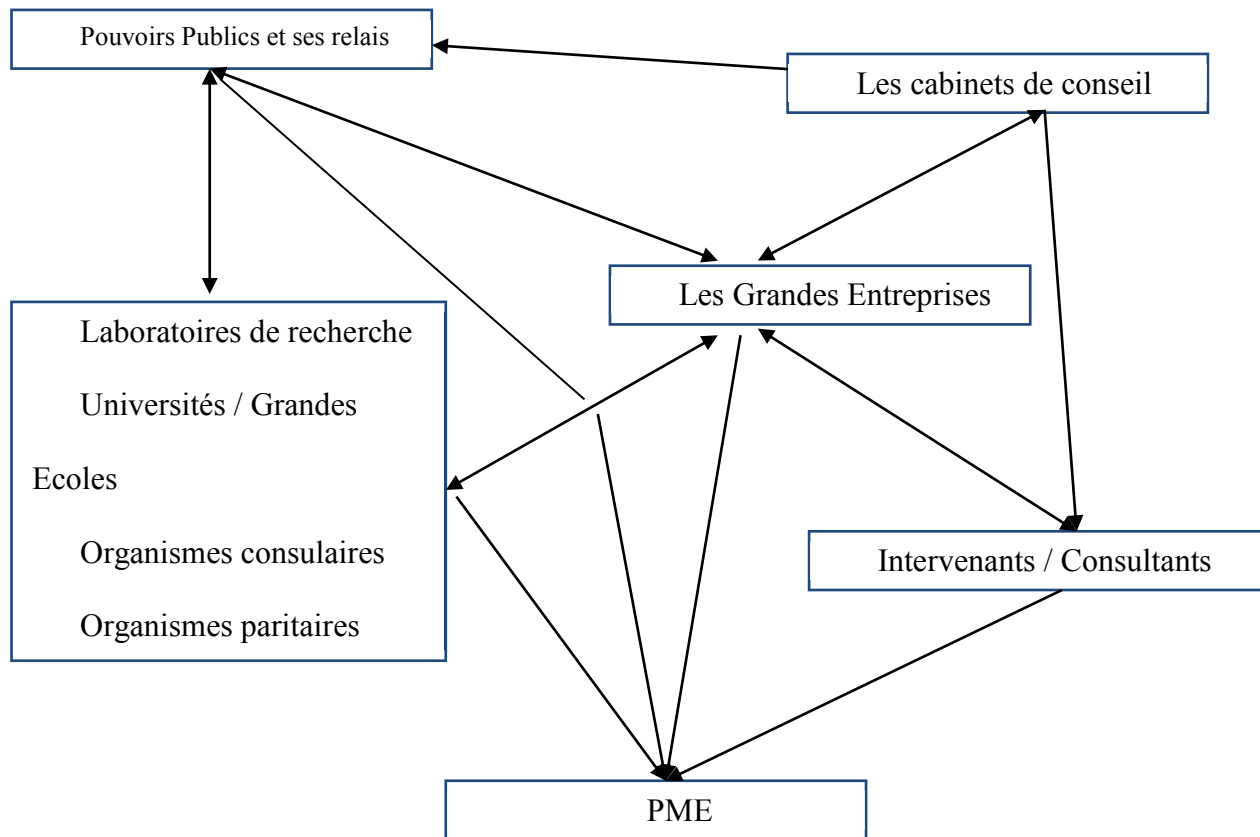 Pouvoirs Publics et ses relais
Les cabinets de conseil
Les Grandes Entreprises
Laboratoires de recherche
Universités / Grandes
Ecoles
Organismes consulaires
Organismes paritaires
Intervenants / Consultants
PME